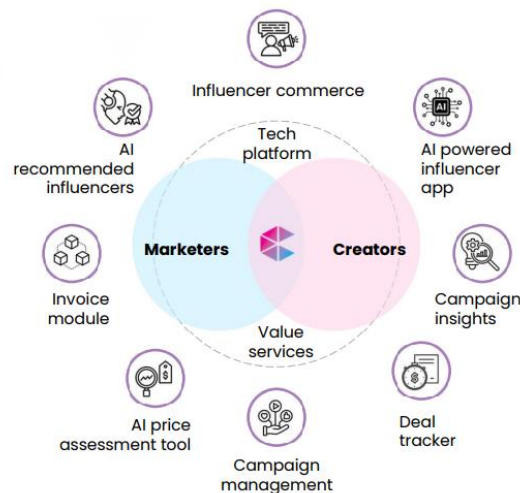 Influencer commerce
AI
recommended
influencers
Tech
platform
AI powered
influencer
app
Marketers
Creators
Invoice
module
Campaign
insights
Value
services
AI price
assessment tool
Deal
tracker
Campaign
management
AI